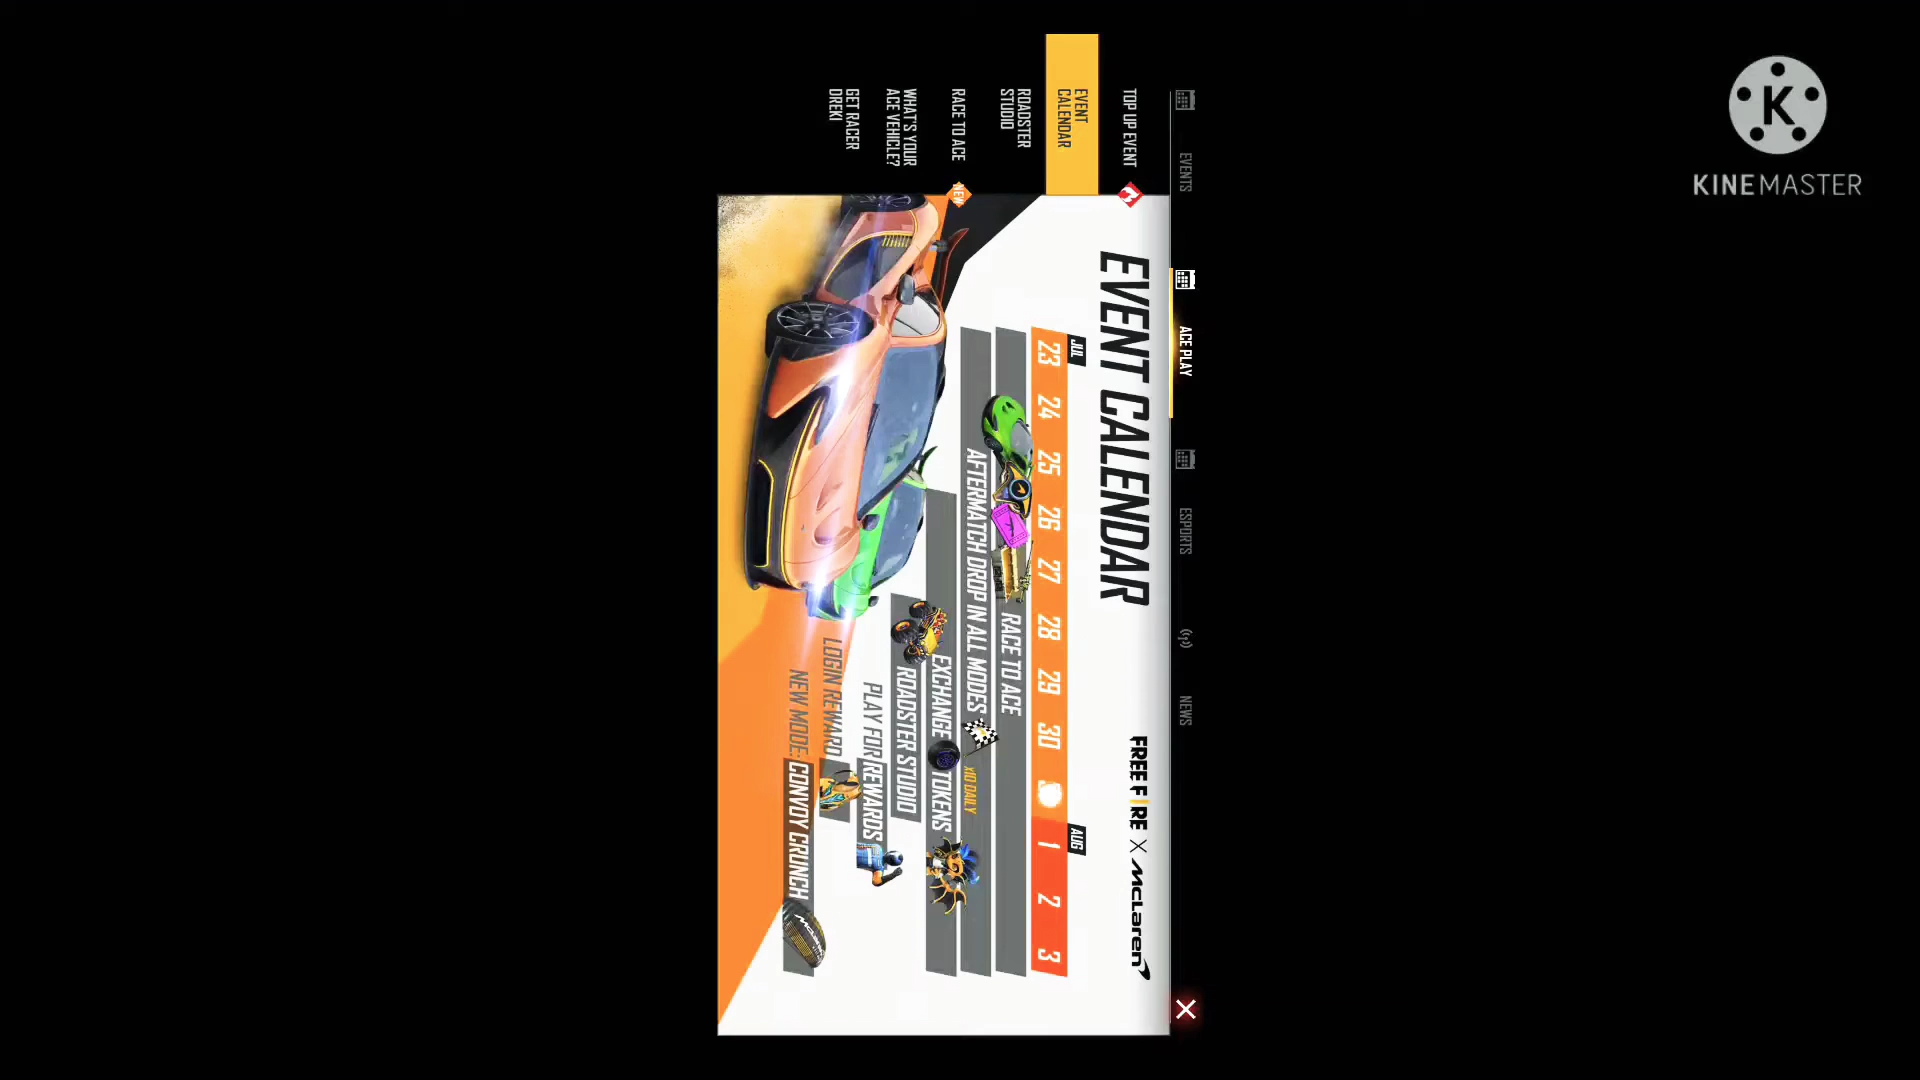 EVENTS
ACE PLAY
ESPORTS
NEWS
TOP UP EVENT
EVENT
CALENDAR
ROADSTER
STUDIO
RACE TO ACE
NEW
WHAT'S YOUR
ACE VEHICLE?
GET RACER
DREKI
EVENT CALENDAR
FREE FIRE X McLaren
JUL
AUG
23 24 25 26 27 28 29 30 1 2 3
RACE TO ACE
AFTERMATCH DROP IN ALL MODES
x10 DAILY
EXCHANGE TOKENS
ROADSTER STUDIO
PLAY FOR REWARDS
LOGIN REWARD
NEW MODE: CONVOY CRUNCH
McLaren
K
KINEMASTER